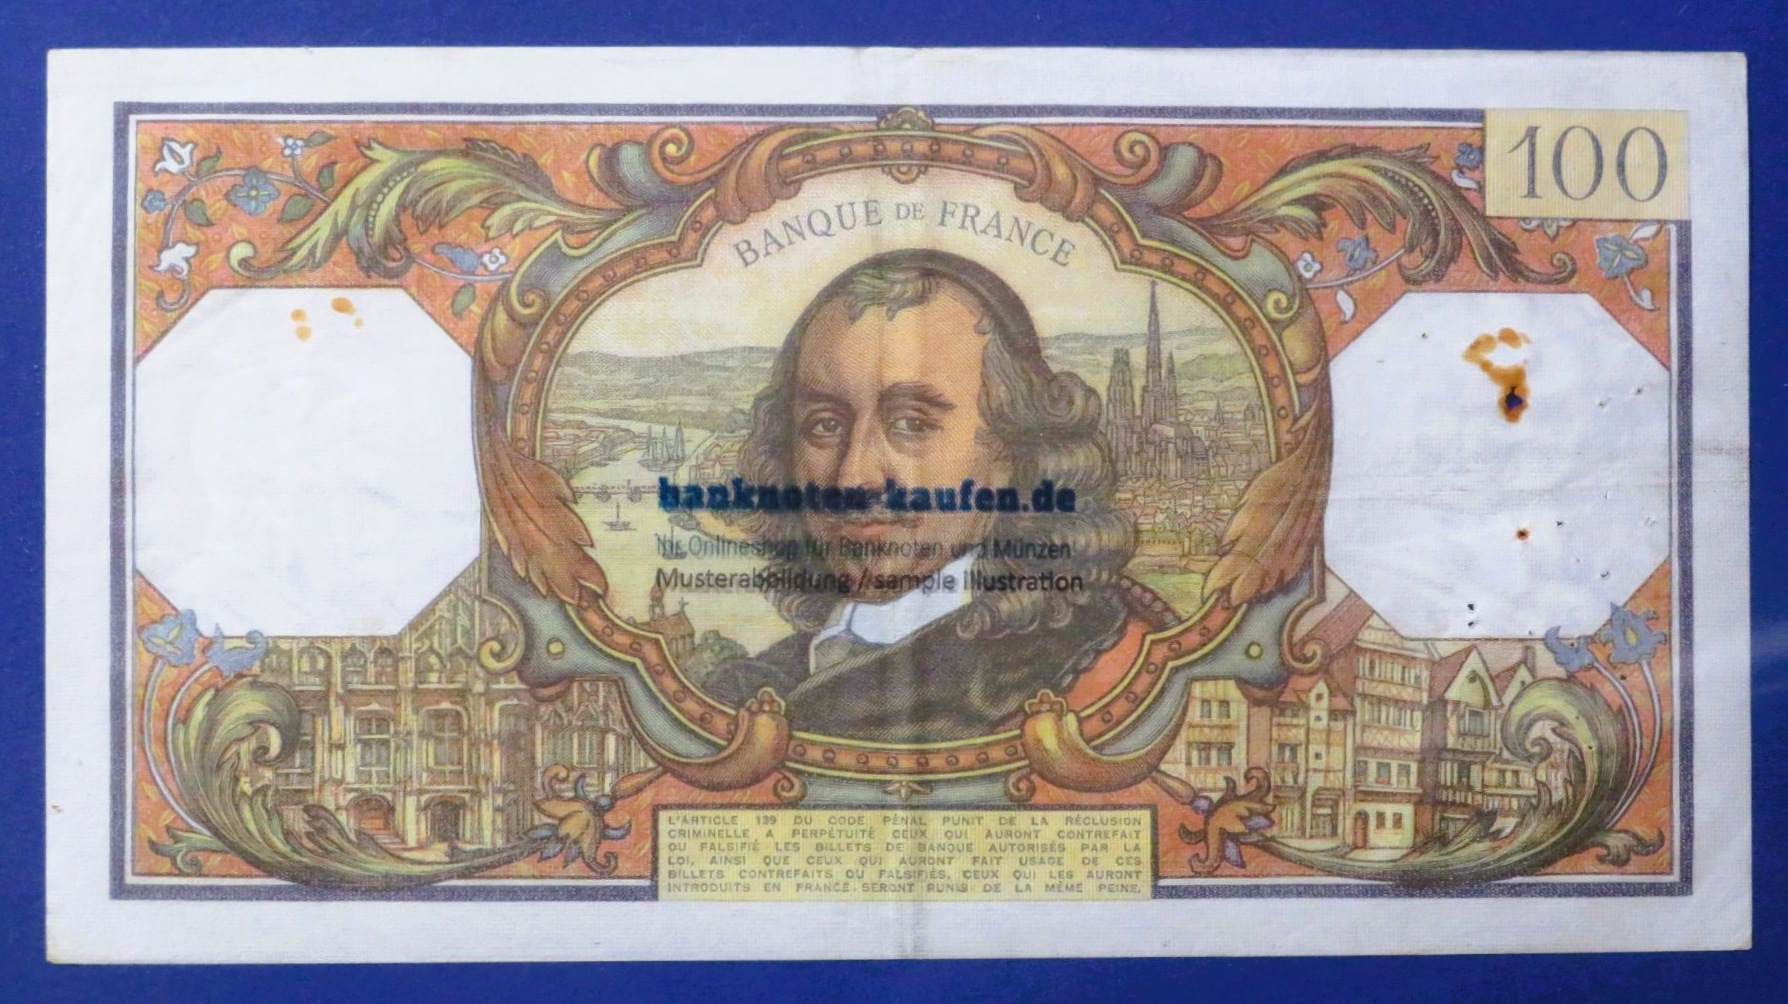 100
BANQUE DE FRANCE
banknoten-kaufen.de
Ihr Onlineshop für Banknoten und Münzen
Musterabbildung / sample illustration
L'ARTICLE 139 DU CODE PÉNAL PUNIT DE LA RÉCLUSION
CRIMINELLE A PERPÉTUITÉ CEUX QUI AURONT CONTREFAIT
OU FALSIFIÉ LES BILLETS DE BANQUE AUTORISÉS PAR LA
LOI, AINSI QUE CEUX QUI AURONT FAIT USAGE DE CES
BILLETS CONTREFAITS OU FALSIFIÉS, CEUX QUI LES AURONT
INTRODUITS EN FRANCE SERONT PUNIS DE LA MÊME PEINE.